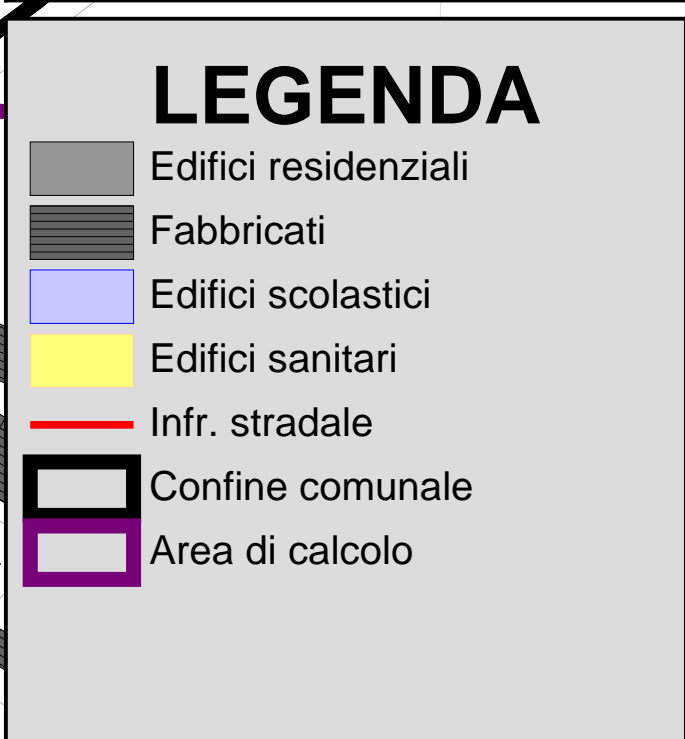 LEGENDA
Edifici residenziali
Fabbricati
Edifici scolastici
Edifici sanitari
Infr. stradale
Confine comunale
Area di calcolo